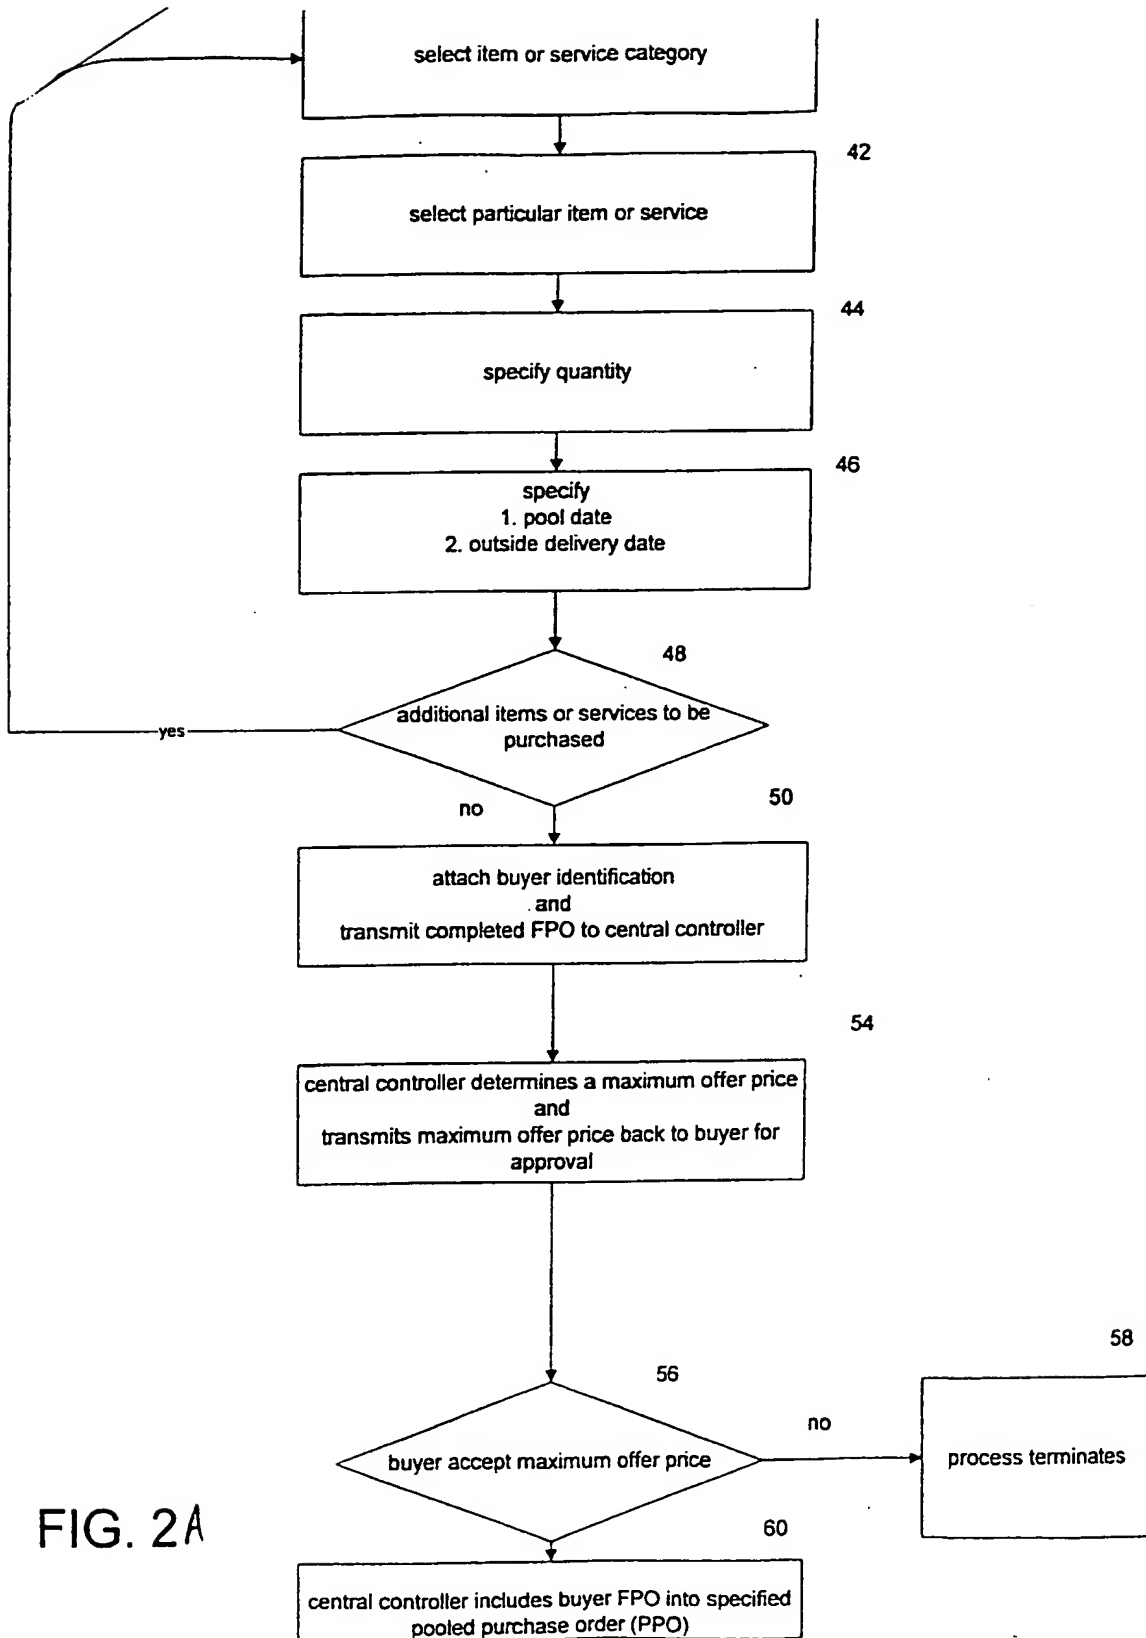 select item or service category
42
select particular item or service
44
specify quantity
46
specify
1. pool date
2. outside delivery date
48
additional items or services to be
purchased
yes
no
50
attach buyer identification
and
transmit completed FPO to central controller
54
central controller determines a maximum offer price
and
transmits maximum offer price back to buyer for
approval
56
58
buyer accept maximum offer price
no
process terminates
FIG. 2A
60
central controller includes buyer FPO into specified
pooled purchase order (PPO)